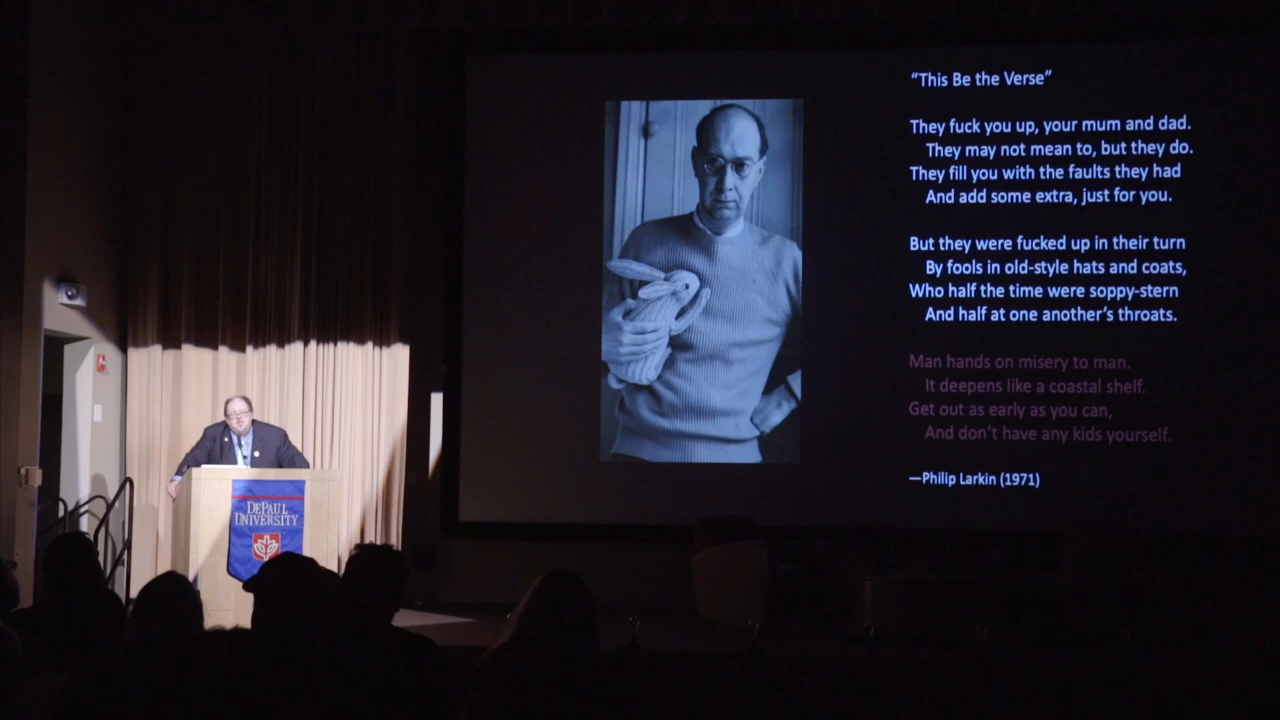 “This Be the Verse”
They fuck you up, your mum and dad.
They may not mean to, but they do.
They fill you with the faults they had
And add some extra, just for you.
But they were fucked up in their turn
By fools in old-style hats and coats,
Who half the time were soppy-stern
And half at one another’s throats.
Man hands on misery to man.
It deepens like a coastal shelf.
Get out as early as you can,
And don’t have any kids yourself.
—Philip Larkin (1971)
DePaul
University